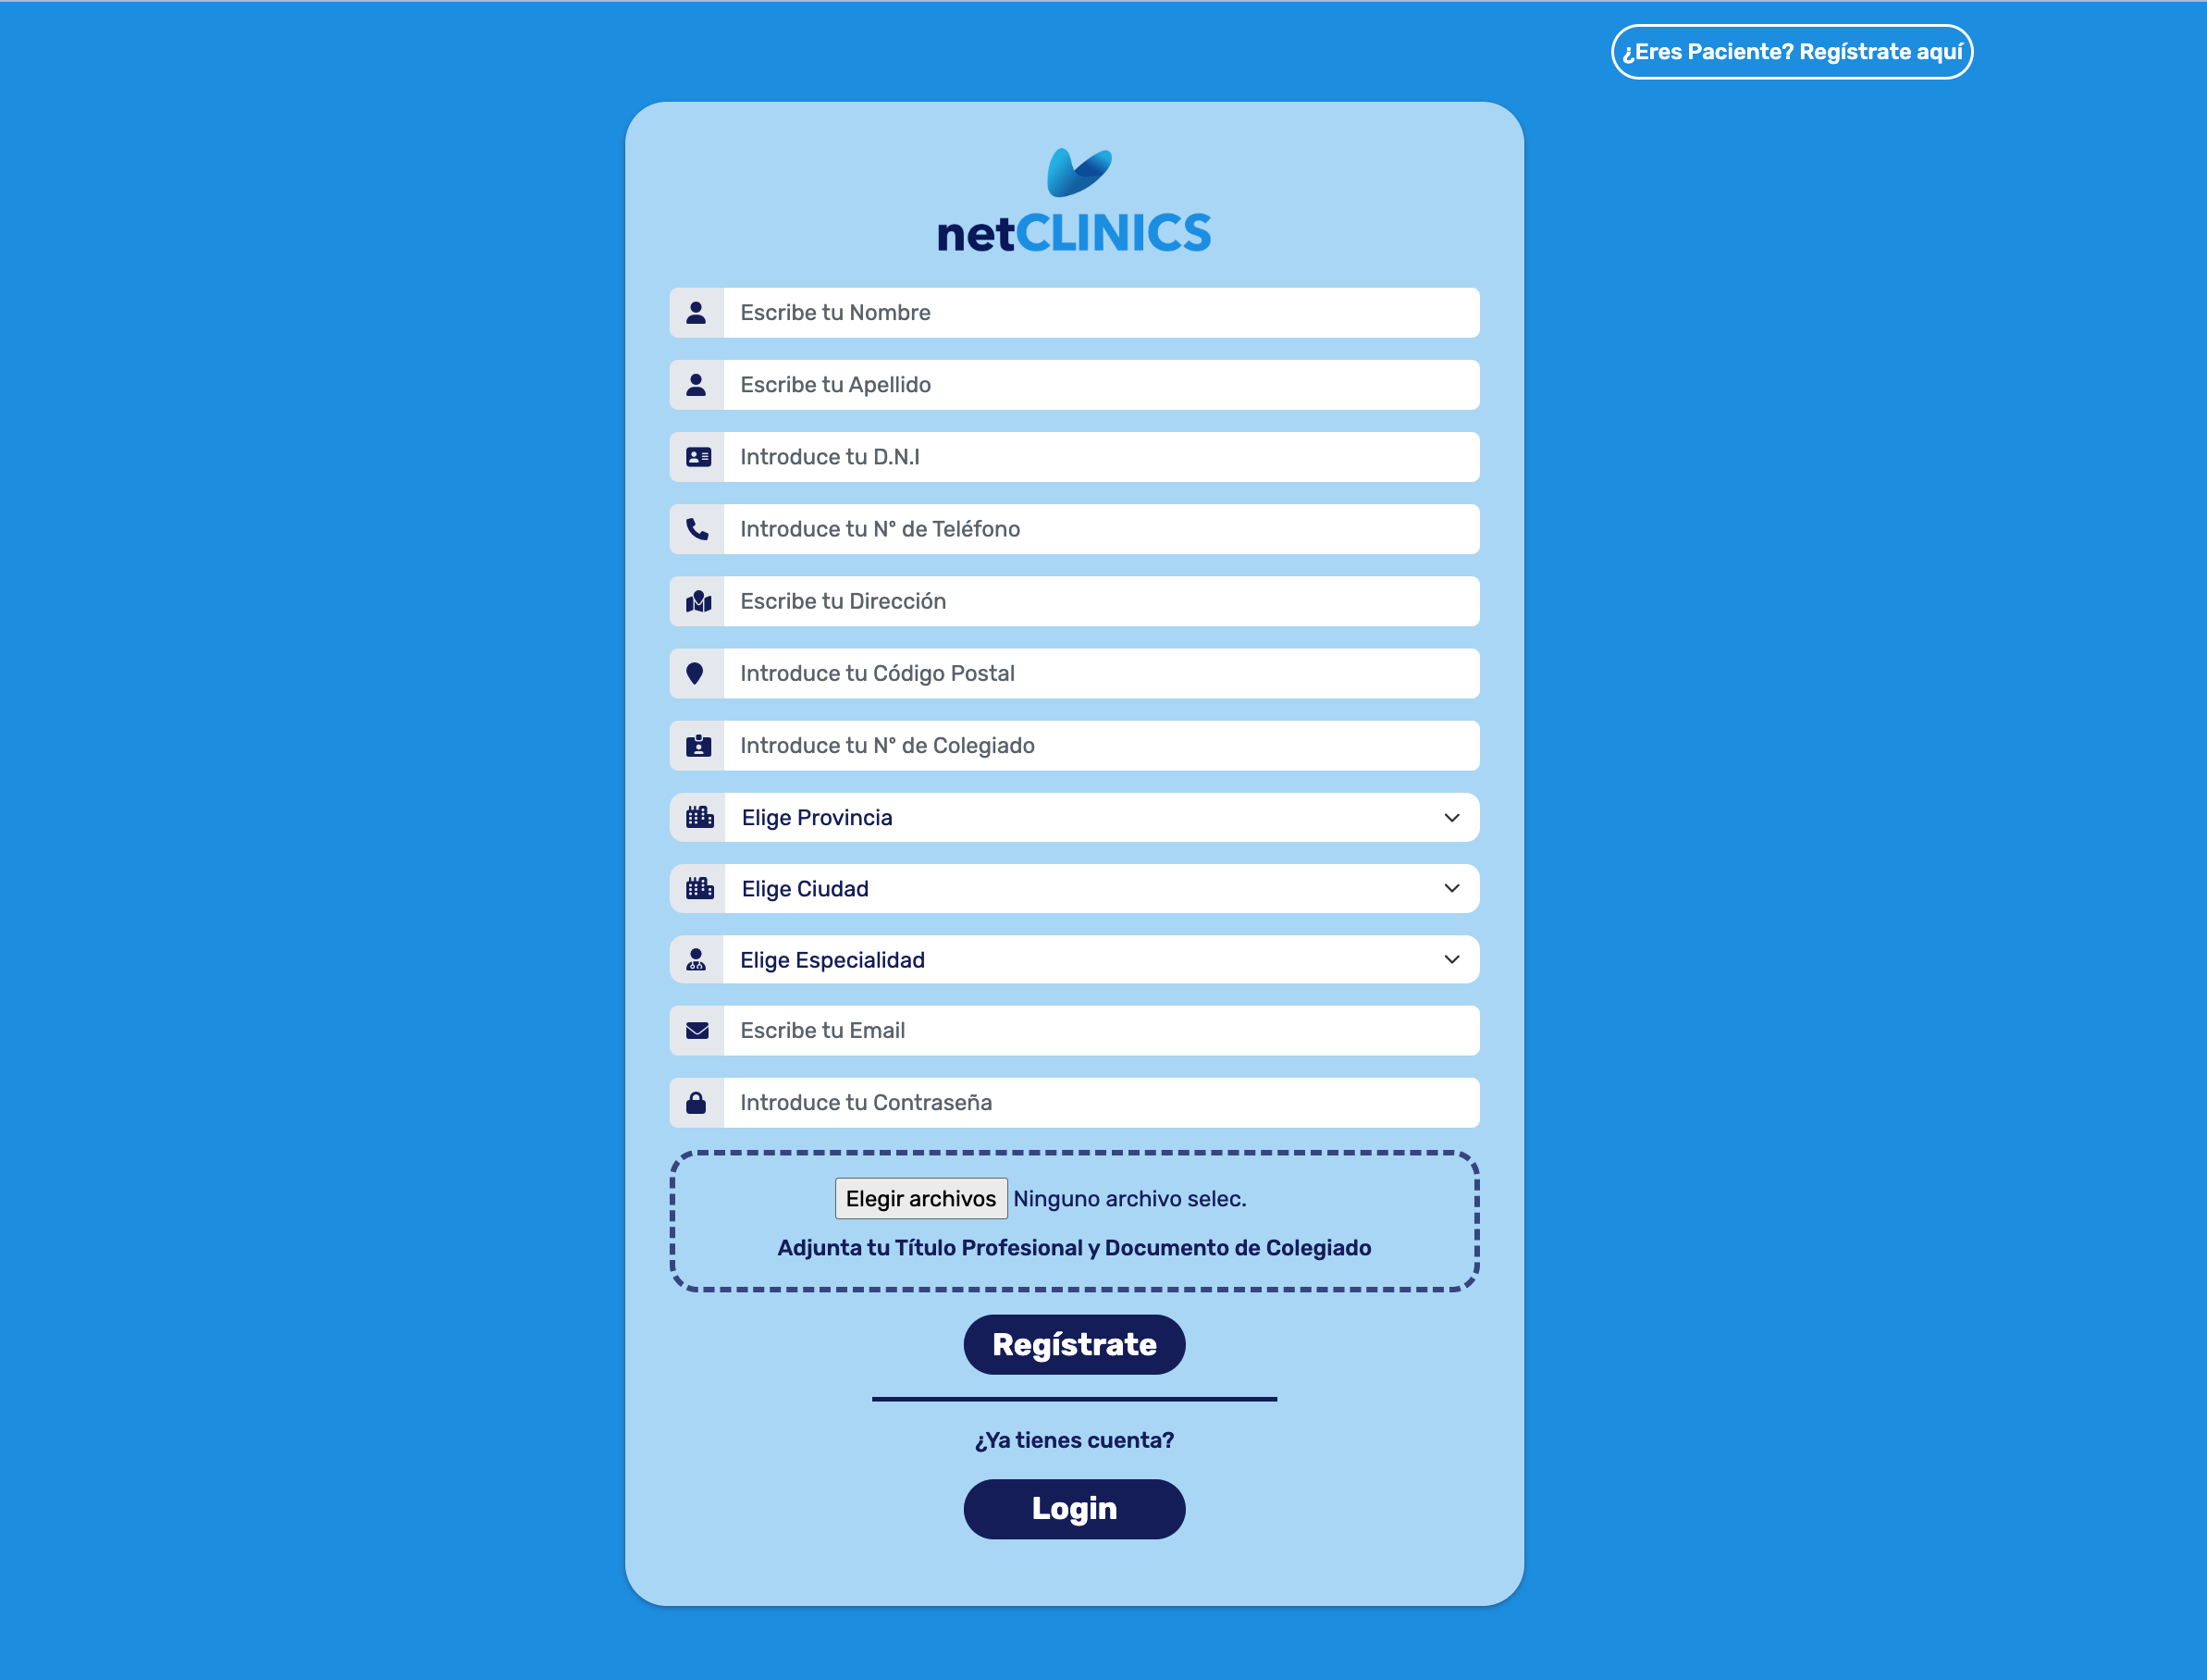 ¿Eres Paciente? Regístrate aquí
netCLINICS
Escribe tu Nombre
Escribe tu Apellido
Introduce tu D.N.I
Introduce tu Nº de Teléfono
Escribe tu Dirección
Introduce tu Código Postal
Introduce tu Nº de Colegiado
Elige Provincia
Elige Ciudad
Elige Especialidad
Escribe tu Email
Introduce tu Contraseña
Elegir archivos Ninguno archivo selec.
Adjunta tu Título Profesional y Documento de Colegiado
Regístrate
¿Ya tienes cuenta?
Login